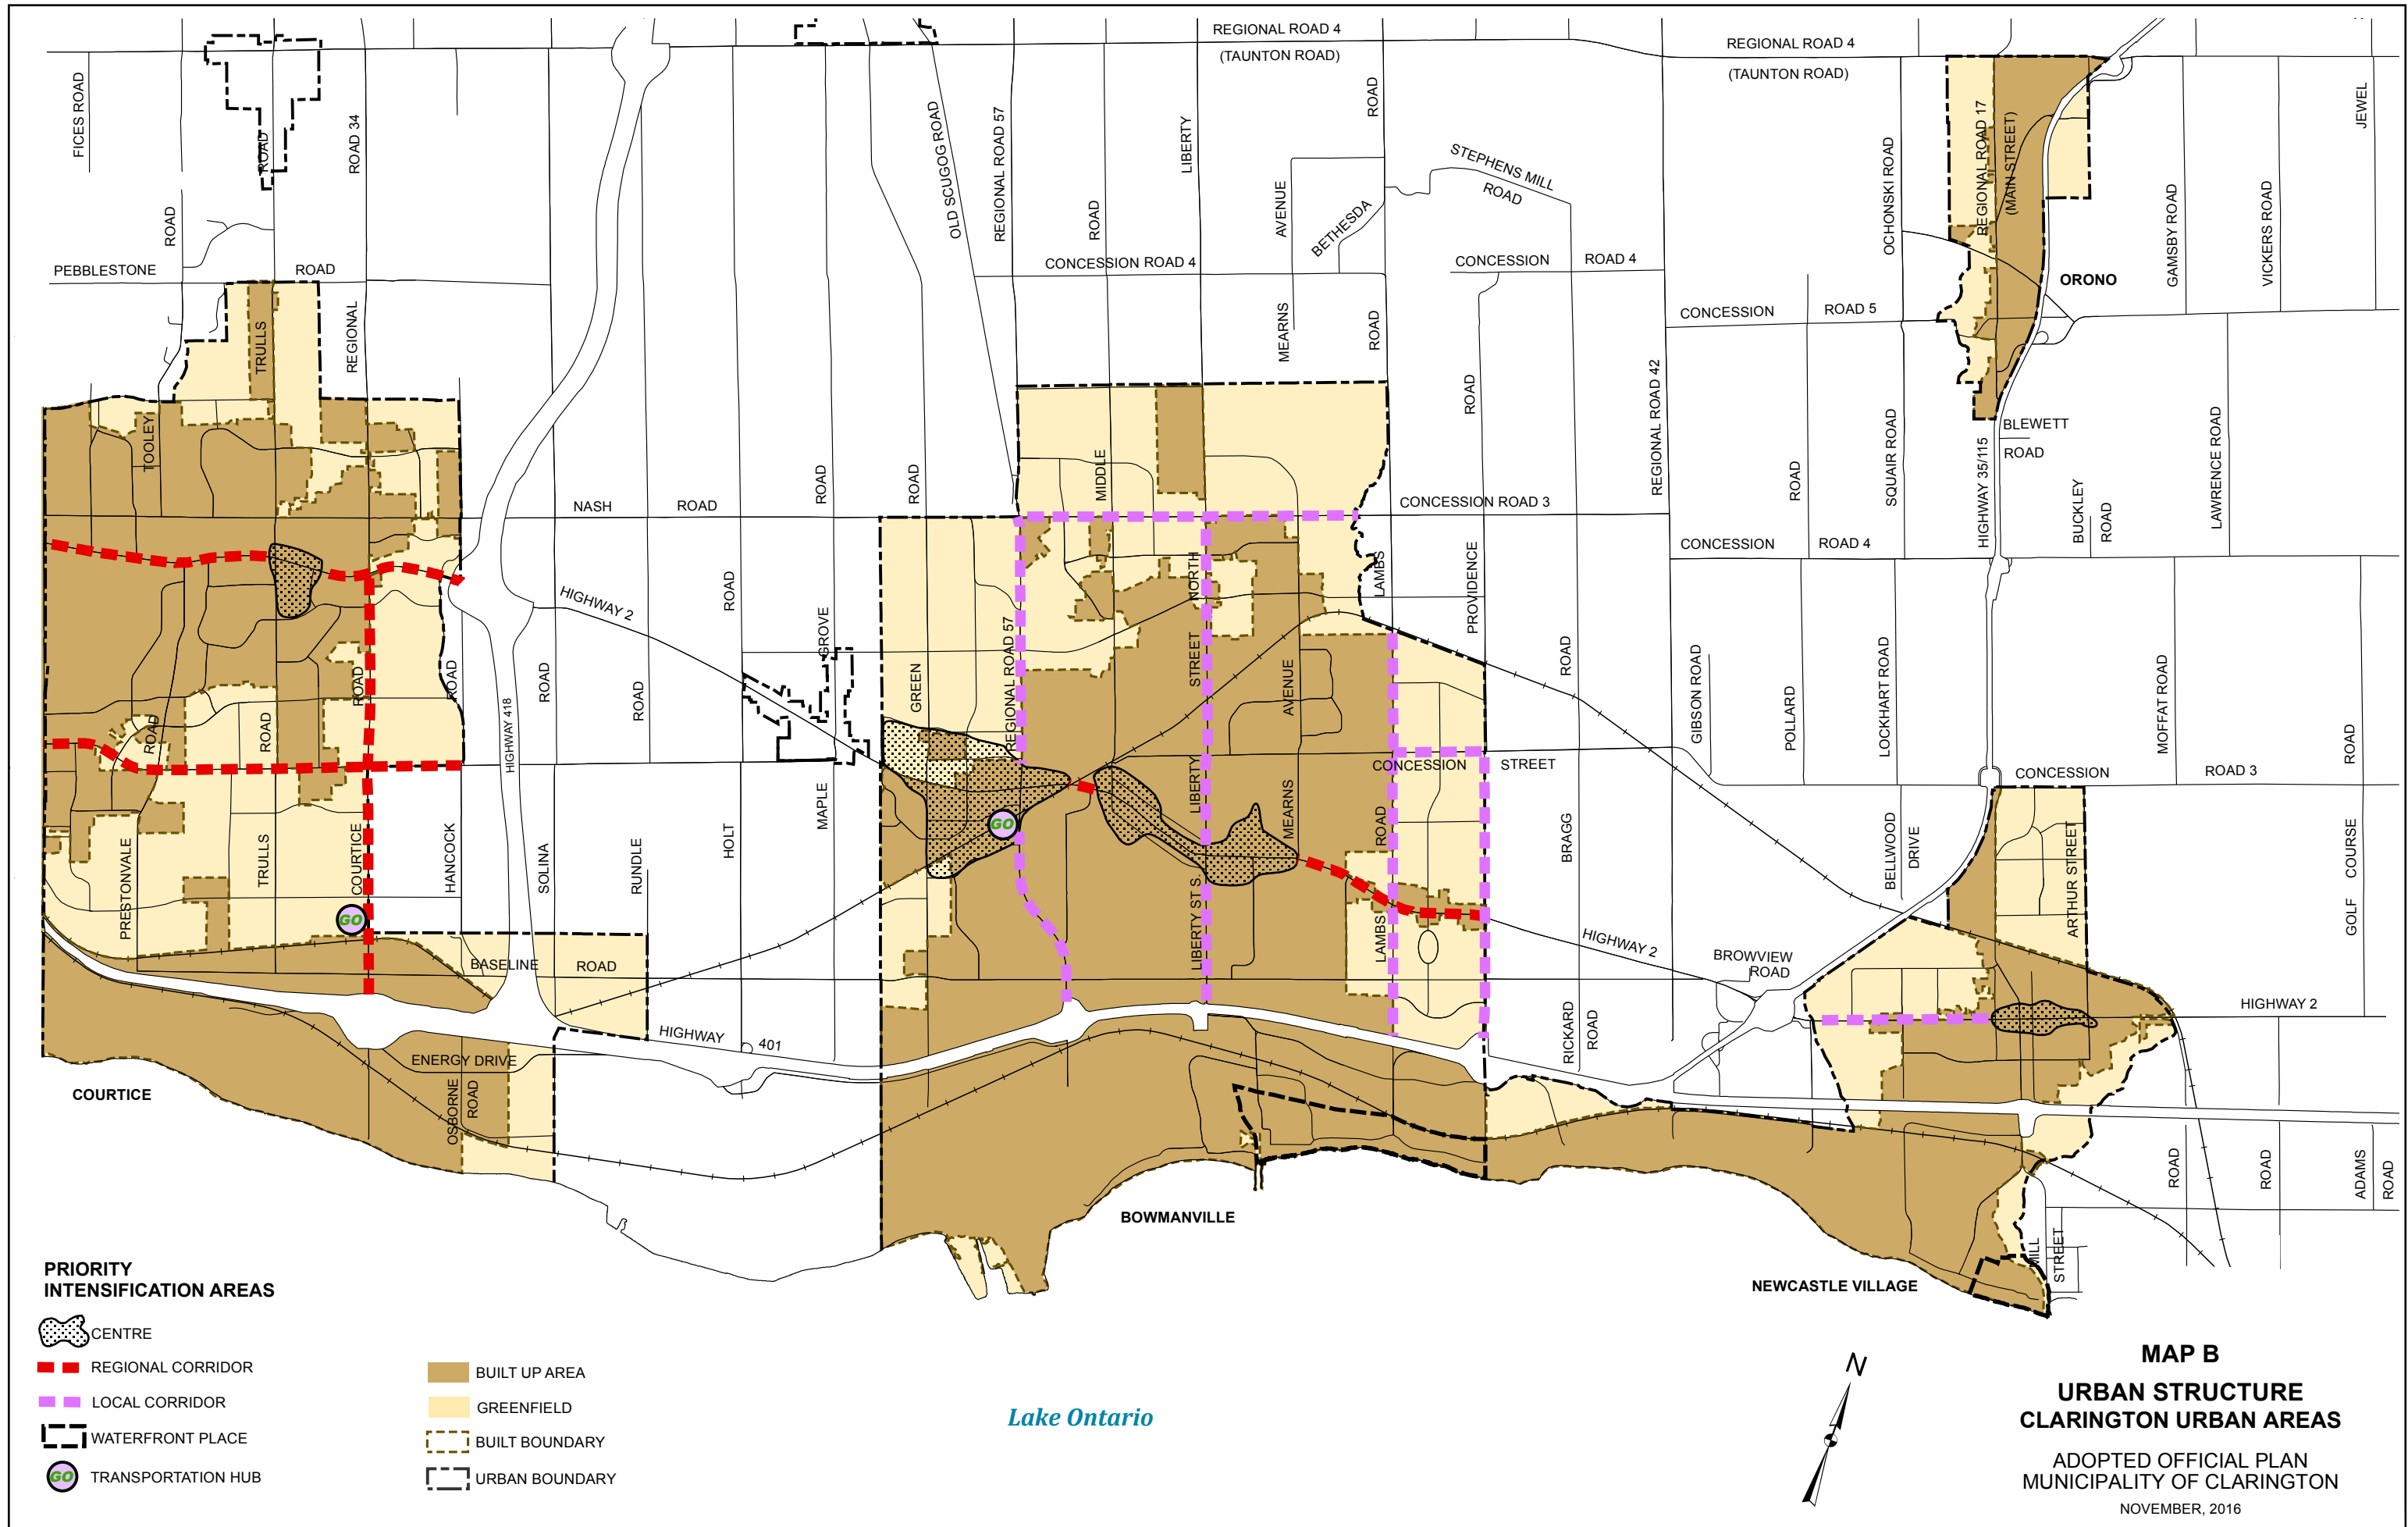 REGIONAL ROAD 4
(TAUNTON ROAD)
REGIONAL ROAD 4
(TAUNTON ROAD)
FICES ROAD
ROAD
ROAD 34
OLD SCUGOG ROAD
REGIONAL ROAD 57
LIBERTY
ROAD
STEPHENS MILL
ROAD
OCHONSKI ROAD
REGIONAL ROAD 17
(MAIN STREET)
JEWEL
ROAD
ROAD
AVENUE
BETHESDA
GAMSBY ROAD
VICKERS ROAD
PEBBLESTONE
ROAD
CONCESSION ROAD 4
CONCESSION
ROAD 4
ORONO
CONCESSION
ROAD 5
TRULLS
REGIONAL
MEARNS
ROAD
ROAD
REGIONAL ROAD 42
TOOLEY
MIDDLE
ROAD
ROAD
ROAD
SQUAIR ROAD
HIGHWAY 35/115
BLEWETT
ROAD
LAWRENCE ROAD
BUCKLEY
ROAD
NASH
ROAD
CONCESSION ROAD 3
CONCESSION
ROAD 4
HIGHWAY 2
ROAD
GROVE
NORTH
LAMBS
PROVIDENCE
ROAD
ROAD
HIGHWAY 418
ROAD
ROAD
GREEN
REGIONAL ROAD 57
STREET
AVENUE
ROAD
GIBSON ROAD
POLLARD
LOCKHART ROAD
MOFFAT ROAD
ROAD
ROAD
ROAD
CONCESSION
STREET
CONCESSION
ROAD 3
PRESTONVALE
TRULLS
COURTICE
HANCOCK
SOLINA
RUNDLE
HOLT
MAPLE
GO
LIBERTY
MEARNS
ROAD
BRAGG
BELLWOOD
DRIVE
ARTHUR STREET
GOLF COURSE
GO
LIBERTY ST S.
LAMBS
HIGHWAY 2
BROWVIEW
ROAD
BASELINE
ROAD
HIGHWAY 2
HIGHWAY
401
RICKARD
ROAD
ENERGY DRIVE
OSBORNE
ROAD
COURTICE
BOWMANVILLE
NEWCASTLE VILLAGE
MILL
STREET
ROAD
ROAD
ADAMS
ROAD
PRIORITY
INTENSIFICATION AREAS
CENTRE
REGIONAL CORRIDOR
LOCAL CORRIDOR
WATERFRONT PLACE
GO TRANSPORTATION HUB
BUILT UP AREA
GREENFIELD
BUILT BOUNDARY
URBAN BOUNDARY
Lake Ontario
N
MAP B
URBAN STRUCTURE
CLARINGTON URBAN AREAS
ADOPTED OFFICIAL PLAN
MUNICIPALITY OF CLARINGTON
NOVEMBER, 2016